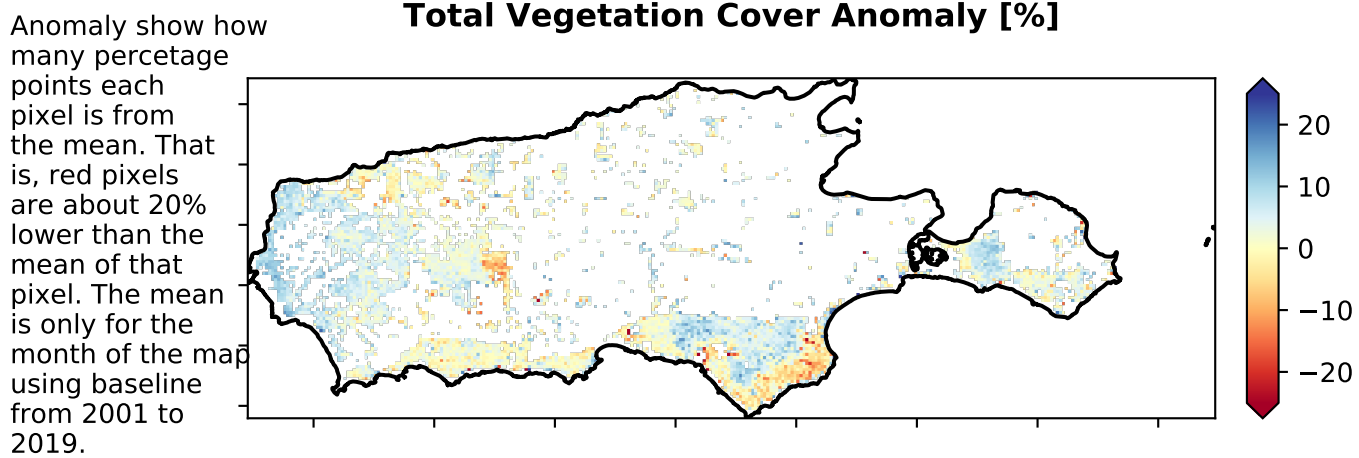 Total Vegetation Cover Anomaly [%]
Anomaly show how
many percetage
points each
pixel is from
the mean. That
is, red pixels
are about 20%
lower than the
mean of that
pixel. The mean
is only for the
month of the map
using baseline
from 2001 to
2019.
20
10
0
−10
−20